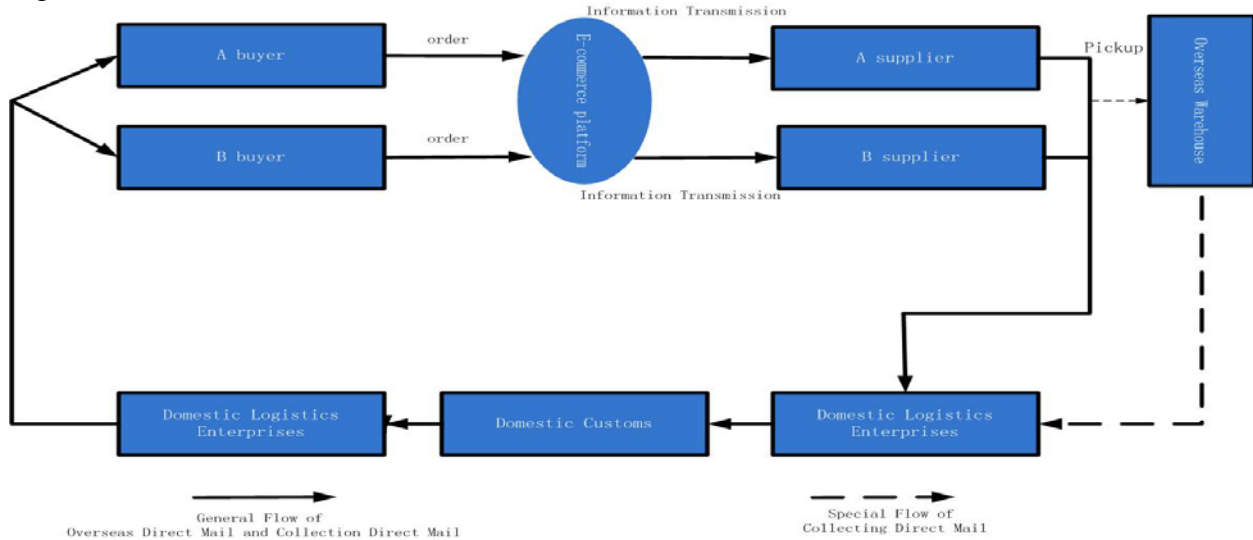 Information Transmission
A buyer
order
E-commerce platform
A supplier
Pickup
Overseas Warehouse
B buyer
order
B supplier
Information Transmission
Domestic Logistics
Enterprises
Domestic Customs
Domestic Logistics
Enterprises
General Flow of
Overseas Direct Mail and Collection Direct Mail
Special Flow of
Collecting Direct Mail